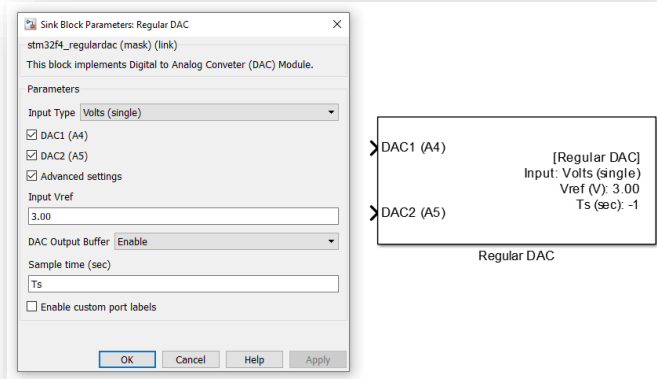 Sink Block Parameters: Regular DAC
stm32f4_regulardac (mask) (link)
This block implements Digital to Analog Conveter (DAC) Module.
Parameters
Input Type Volts (single)
DAC1 (A4)
DAC2 (A5)
Advanced settings
Input Vref
3.00
DAC Output Buffer Enable
Sample time (sec)
Ts
Enable custom port labels
OK Cancel Help Apply
DAC1 (A4)
DAC2 (A5)
[Regular DAC]
Input: Volts (single)
Vref (V): 3.00
Ts (sec): -1
Regular DAC